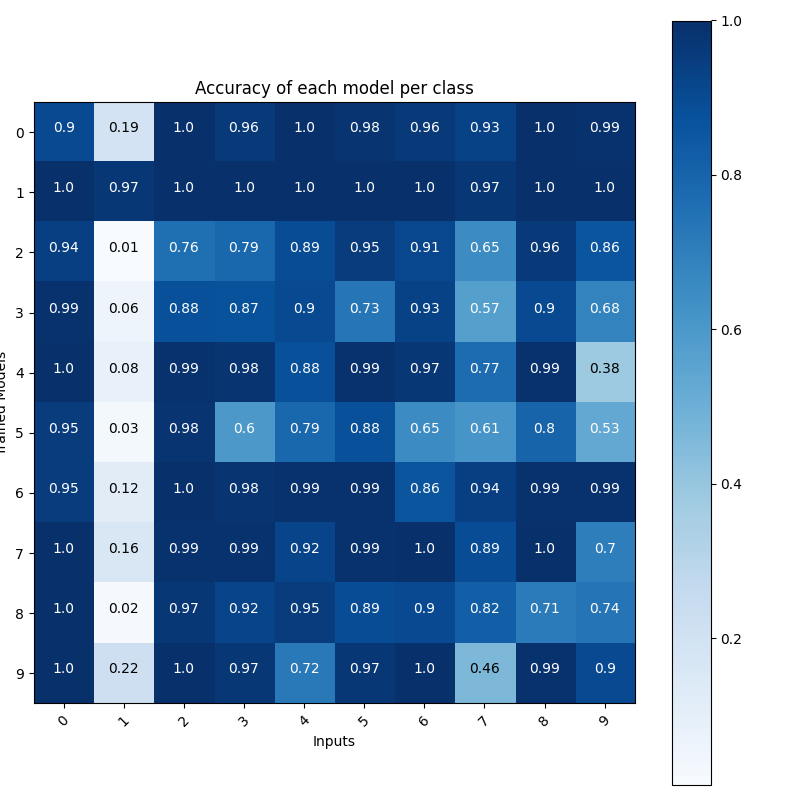 Accuracy of each model per class
0 0.9 0.19 1.0 0.96 1.0 0.98 0.96 0.93 1.0 0.99
1 1.0 0.97 1.0 1.0 1.0 1.0 1.0 0.97 1.0 1.0
2 0.94 0.01 0.76 0.79 0.89 0.95 0.91 0.65 0.96 0.86
3 0.99 0.06 0.88 0.87 0.9 0.73 0.93 0.57 0.9 0.68
4 1.0 0.08 0.99 0.98 0.88 0.99 0.97 0.77 0.99 0.38
5 0.95 0.03 0.98 0.6 0.79 0.88 0.65 0.61 0.8 0.53
6 0.95 0.12 1.0 0.98 0.99 0.99 0.86 0.94 0.99 0.99
7 1.0 0.16 0.99 0.99 0.92 0.99 1.0 0.89 1.0 0.7
8 1.0 0.02 0.97 0.92 0.95 0.89 0.9 0.82 0.71 0.74
9 1.0 0.22 1.0 0.97 0.72 0.97 1.0 0.46 0.99 0.9
0 1 2 3 4 5 6 7 8 9
Inputs
Trained Models
1.0
0.8
0.6
0.4
0.2